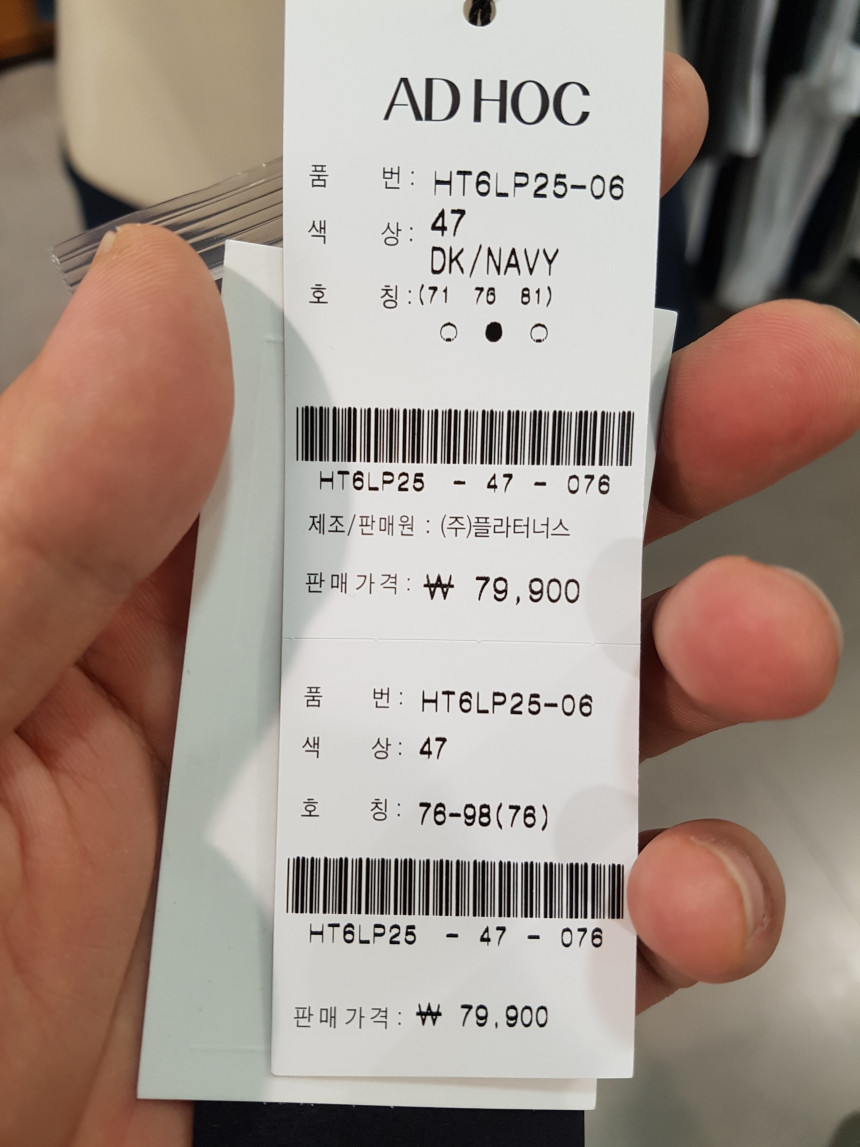 AD HOC
품 번: HT6LP25-06
색 상: 47
DK/NAVY
호 칭:(71 76 81)
HT6LP25 - 47 - 076
제조/판매원 : (주)플라터너스
판매가격: ₩ 79,900
품 번: HT6LP25-06
색 상: 47
호 칭: 76-98(76)
HT6LP25 - 47 - 076
판매가격: ₩ 79,900